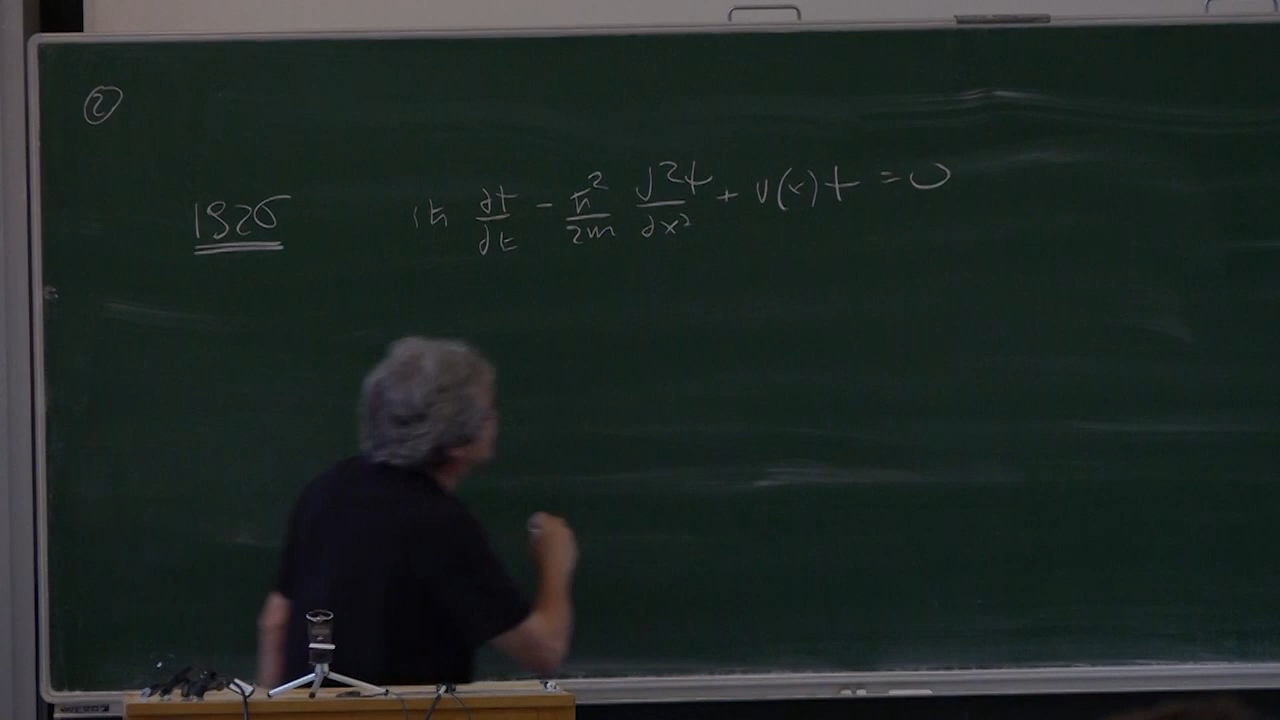 ②
1926 iħ ∂ψ/∂t − ħ²/2m ∂²ψ/∂x² + V(x)ψ = 0